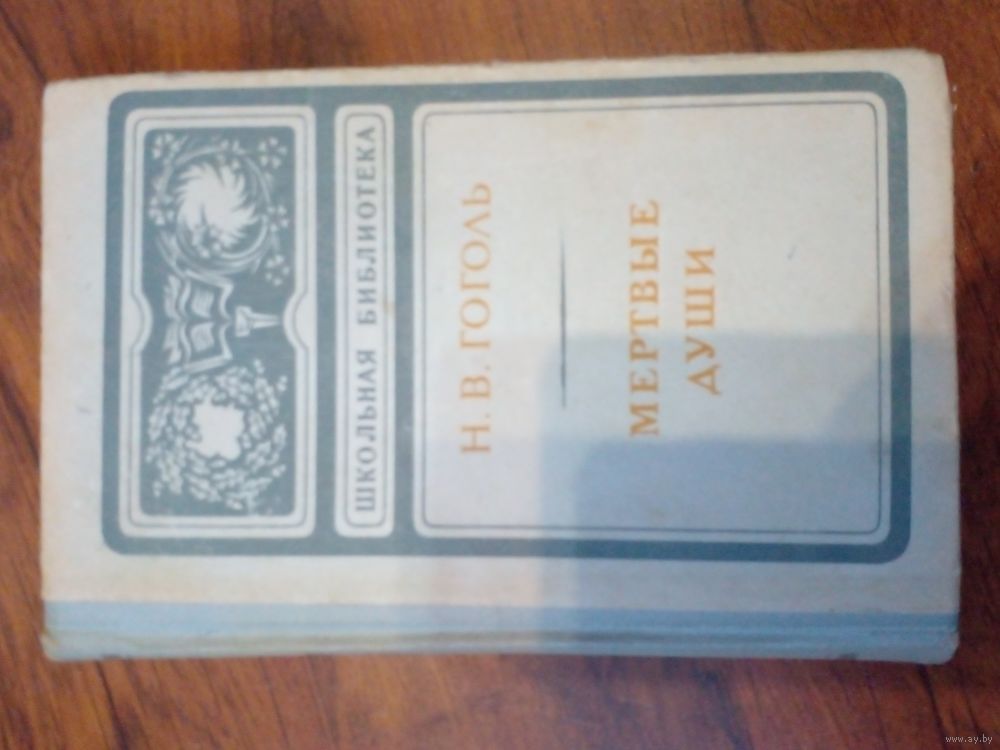 ШКОЛЬНАЯ БИБЛИОТЕКА
Н. В. ГОГОЛЬ
МЕРТВЫЕ
ДУШИ
www.ay.by